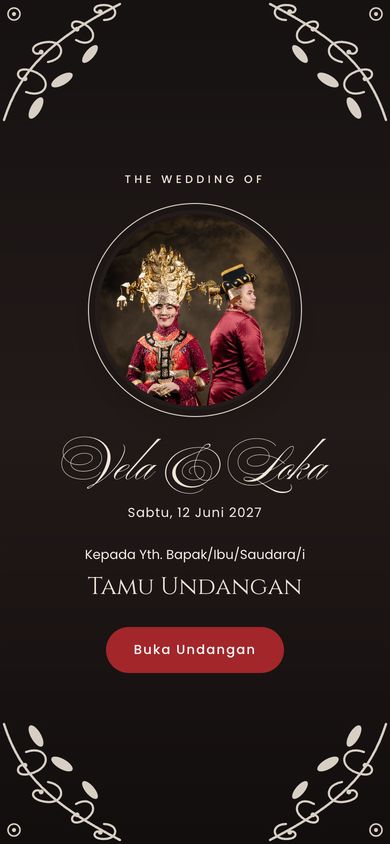 THE WEDDING OF
Vela & Loka
Sabtu, 12 Juni 2027
Kepada Yth. Bapak/Ibu/Saudara/i
Tamu Undangan
Buka Undangan